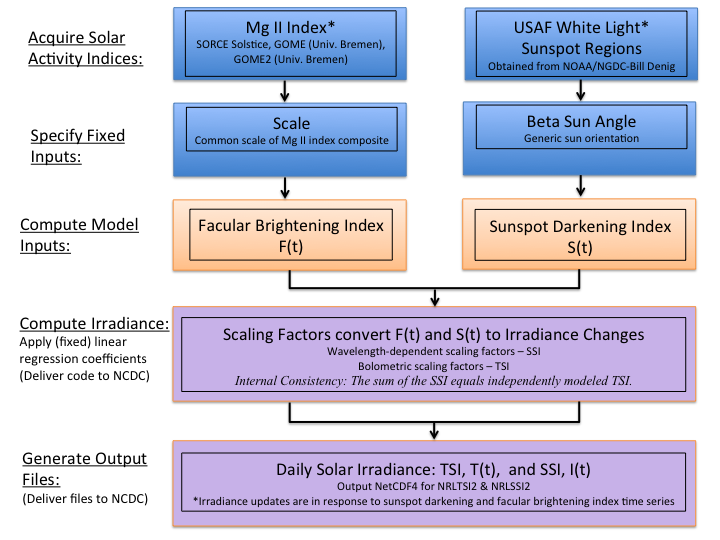 Acquire Solar
Activity Indices:
Mg II Index*
SORCE Solstice, GOME (Univ. Bremen),
GOME2 (Univ. Bremen)
USAF White Light*
Sunspot Regions
Obtained from NOAA/NGDC-Bill Denig
Specify Fixed
Inputs:
Scale
Common scale of Mg II index composite
Beta Sun Angle
Generic sun orientation
Compute Model
Inputs:
Facular Brightening Index
F(t)
Sunspot Darkening Index
S(t)
Compute Irradiance:
Apply (fixed) linear
regression coefficients
(Deliver code to NCDC)
Scaling Factors convert F(t) and S(t) to Irradiance Changes
Wavelength-dependent scaling factors – SSI
Bolometric scaling factors – TSI
Internal Consistency: The sum of the SSI equals independently modeled TSI.
Generate Output
Files:
(Deliver files to NCDC)
Daily Solar Irradiance: TSI, T(t), and SSI, I(t)
Output NetCDF4 for NRLTSI2 & NRLSSI2
*Irradiance updates are in response to sunspot darkening and facular brightening index time series